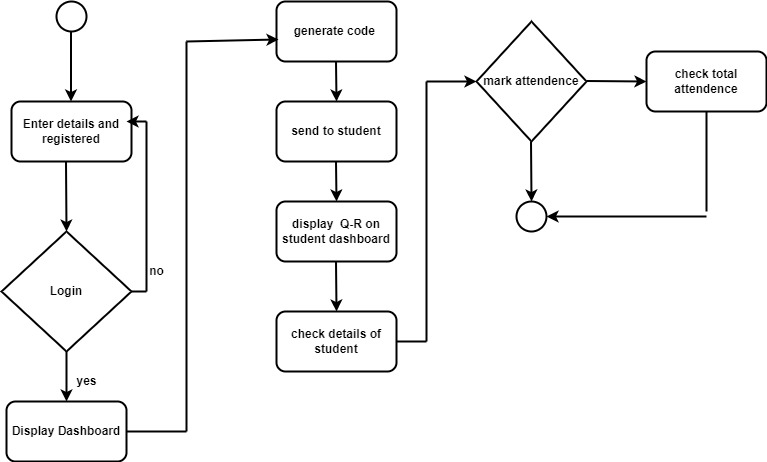 Enter details and
registered
Login
no
yes
Display Dashboard
generate code
send to student
display Q-R on
student dashboard
check details of
student
mark attendence
check total
attendence